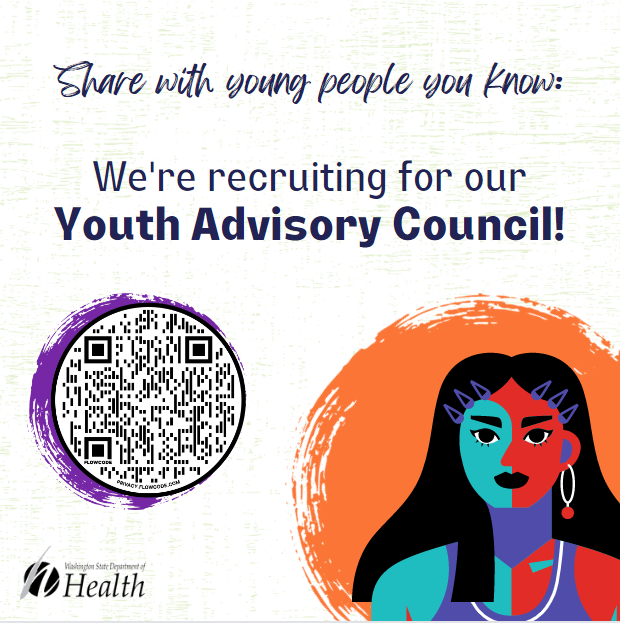 Share with young people you know:
We're recruiting for our
Youth Advisory Council!
FLOWCODE
PRIVACY.FLOWCODE.COM
Washington State Department of
Health